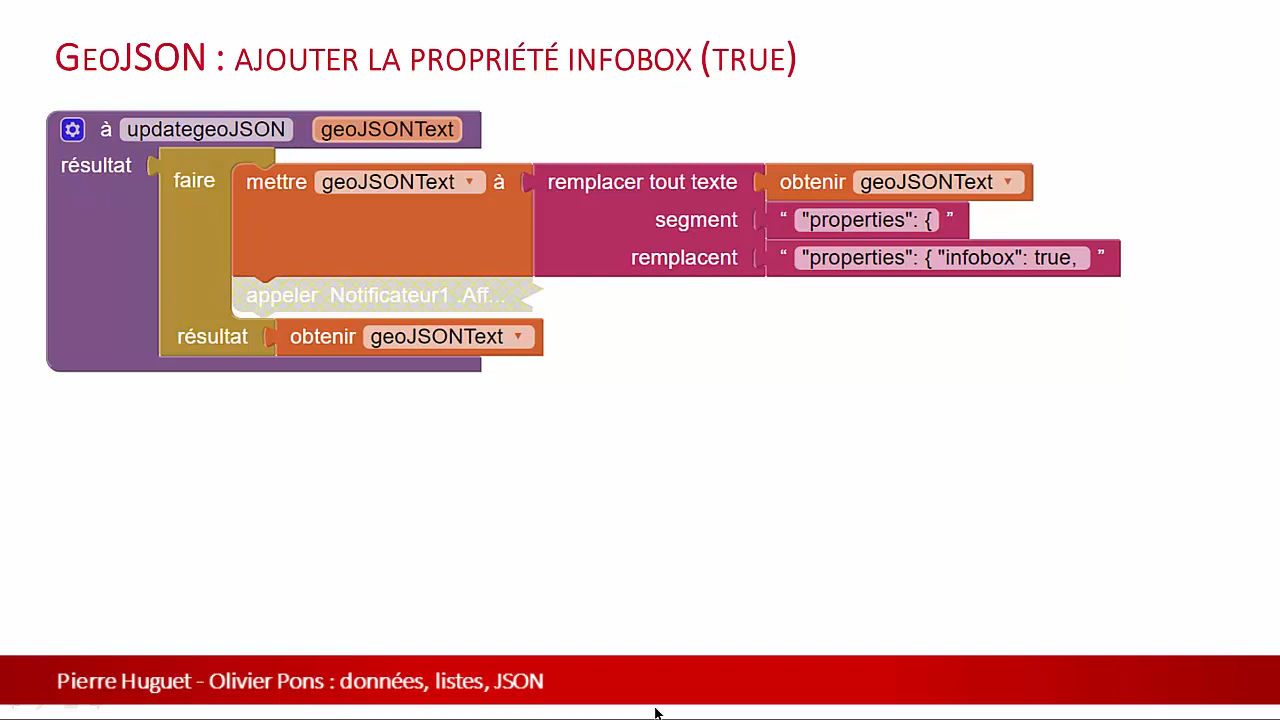 GeoJSON : ajouter la propriété infobox (true)
à updategeoJSON geoJSONText
résultat
faire mettre geoJSONText à remplacer tout texte obtenir geoJSONText
segment “ "properties": { ”
remplacent “ "properties": { "infobox": true, ”
appeler Notificateur1 .Aff...
résultat obtenir geoJSONText
Pierre Huguet - Olivier Pons : données, listes, JSON